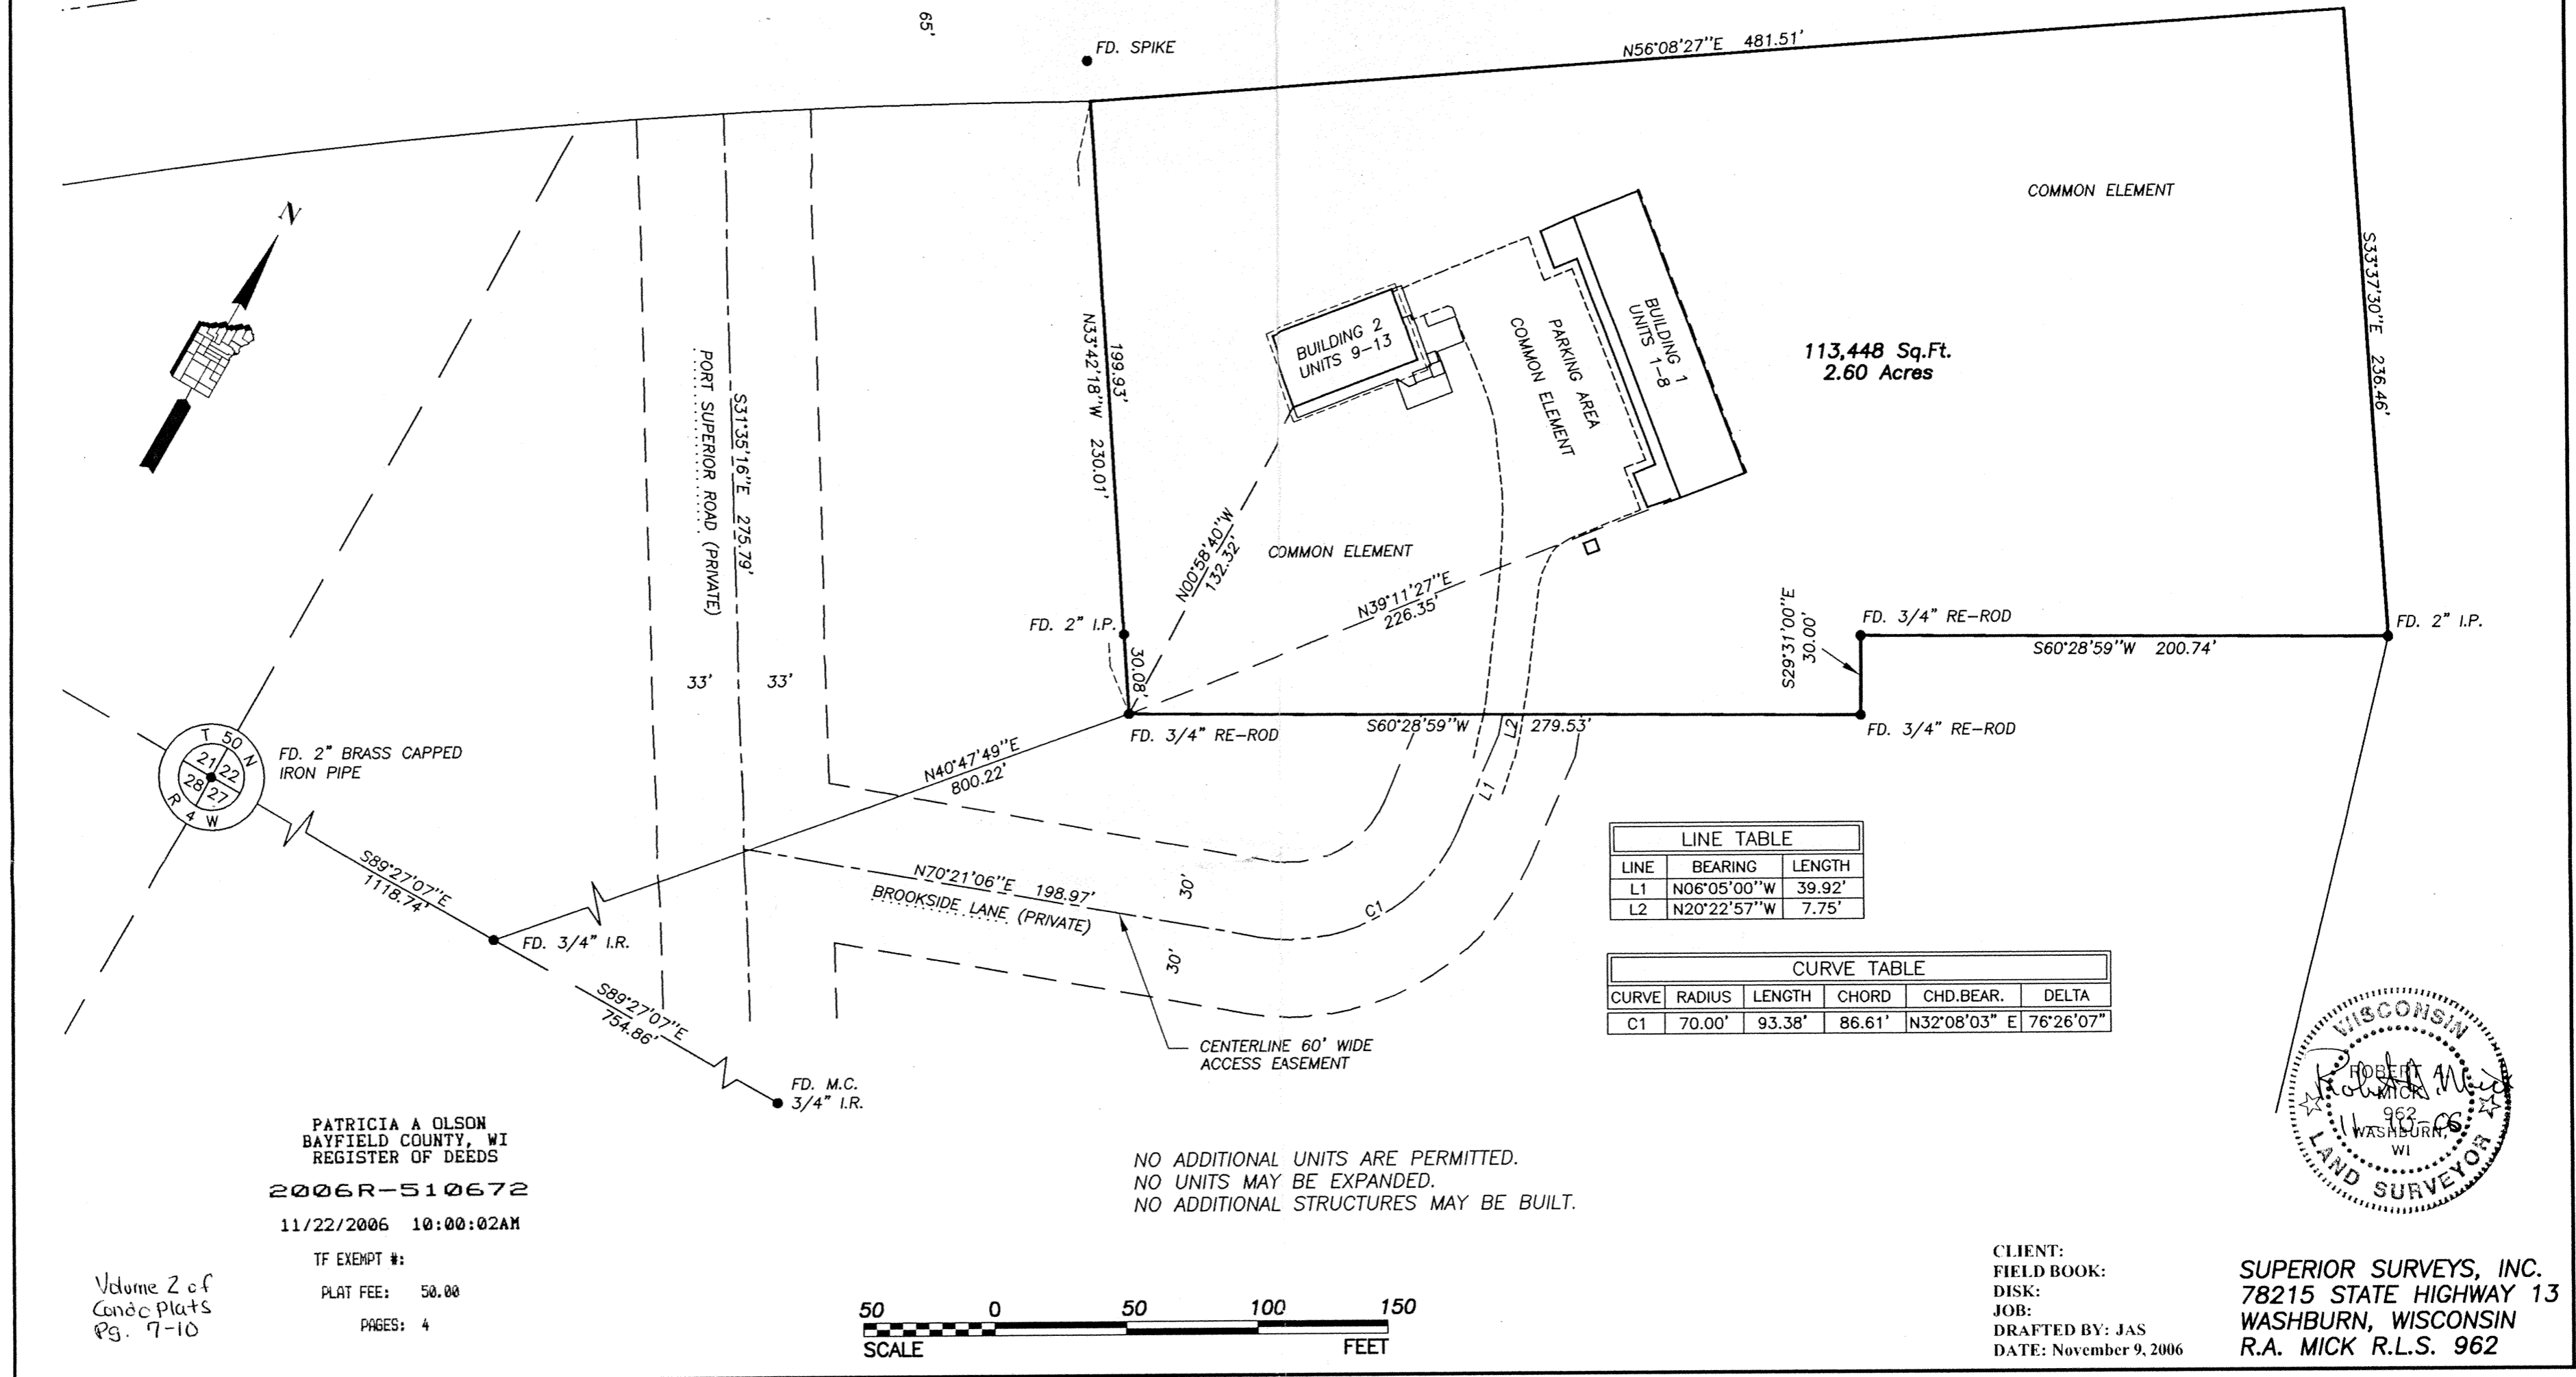 65'
FD. SPIKE
N56°08'27"E 481.51'
N
COMMON ELEMENT
S33°37'30"E 236.46'
BUILDING 2
UNITS 9-13
PARKING AREA
COMMON ELEMENT
BUILDING 1
UNITS 1-8
113,448 Sq.Ft.
2.60 Acres
199.93'
N33°42'18"W 230.01'
S31°35'16"E 275.79'
PORT SUPERIOR ROAD (PRIVATE)
N00°58'40"W
132.32'
COMMON ELEMENT
N39°11'27"E
226.35'
FD. 2" I.P.
30.08'
S29°31'00"E
30.00'
FD. 3/4" RE-ROD
S60°28'59"W 200.74'
FD. 2" I.P.
33'
33'
FD. 3/4" RE-ROD
S60°28'59"W 279.53'
L2
L1
FD. 3/4" RE-ROD
T 50 N
21 22
28 27
R 4 W
FD. 2" BRASS CAPPED
IRON PIPE
N40°47'49"E
800.22'
S89°27'07"E
1118.74'
N70°21'06"E 198.97'
BROOKSIDE LANE (PRIVATE)
30'
30'
C1
FD. 3/4" I.R.
S89°27'07"E
754.86'
FD. M.C.
3/4" I.R.
CENTERLINE 60' WIDE
ACCESS EASEMENT
LINE TABLE
LINE BEARING LENGTH
L1 N06°05'00"W 39.92'
L2 N20°22'57"W 7.75'
CURVE TABLE
CURVE RADIUS LENGTH CHORD CHD.BEAR. DELTA
C1 70.00' 93.38' 86.61' N32°08'03" E 76°26'07"
WISCONSIN
ROBERT A.
MICK
962
WASHBURN,
WI
LAND SURVEYOR
Robert A. Mick
11-10-06
PATRICIA A OLSON
BAYFIELD COUNTY, WI
REGISTER OF DEEDS
2006R-510672
11/22/2006 10:00:02AM
TF EXEMPT #:
PLAT FEE: 50.00
PAGES: 4
Volume 2 of
Condo Plats
Pg. 7-10
NO ADDITIONAL UNITS ARE PERMITTED.
NO UNITS MAY BE EXPANDED.
NO ADDITIONAL STRUCTURES MAY BE BUILT.
50 0 50 100 150
SCALE FEET
CLIENT:
FIELD BOOK:
DISK:
JOB:
DRAFTED BY: JAS
DATE: November 9, 2006
SUPERIOR SURVEYS, INC.
78215 STATE HIGHWAY 13
WASHBURN, WISCONSIN
R.A. MICK R.L.S. 962